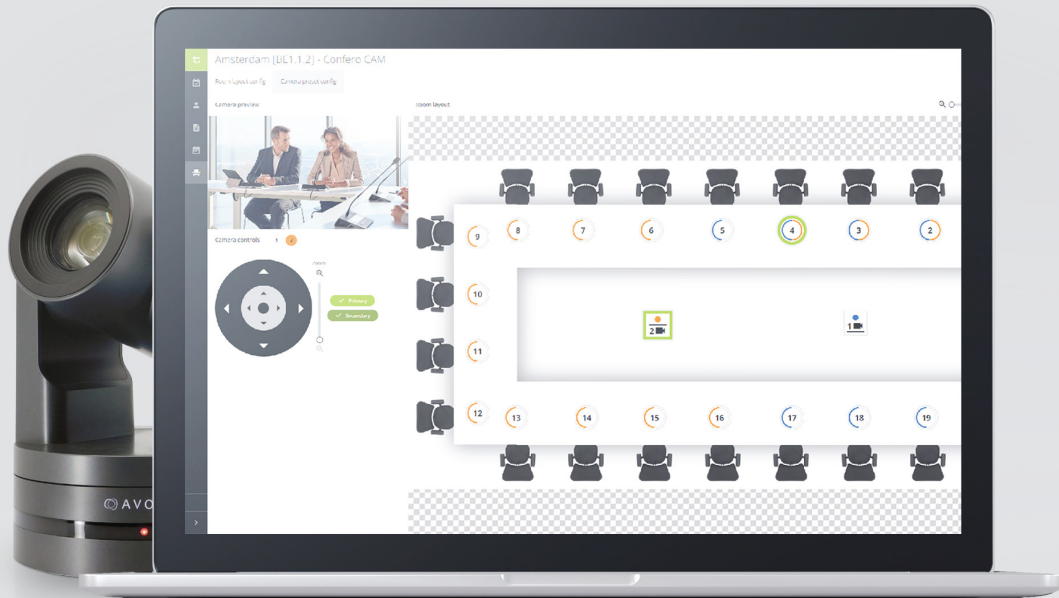 Amsterdam [BE1.1.2] - Confero CAM
Room layout config Camera preset config
Camera preview
Room layout
Camera controls 1 2
zoom
Primary
Secondary
9 8 7 6 5 4 3 2
10
11
2 1
12 13 14 15 16 17 18 19
AVO